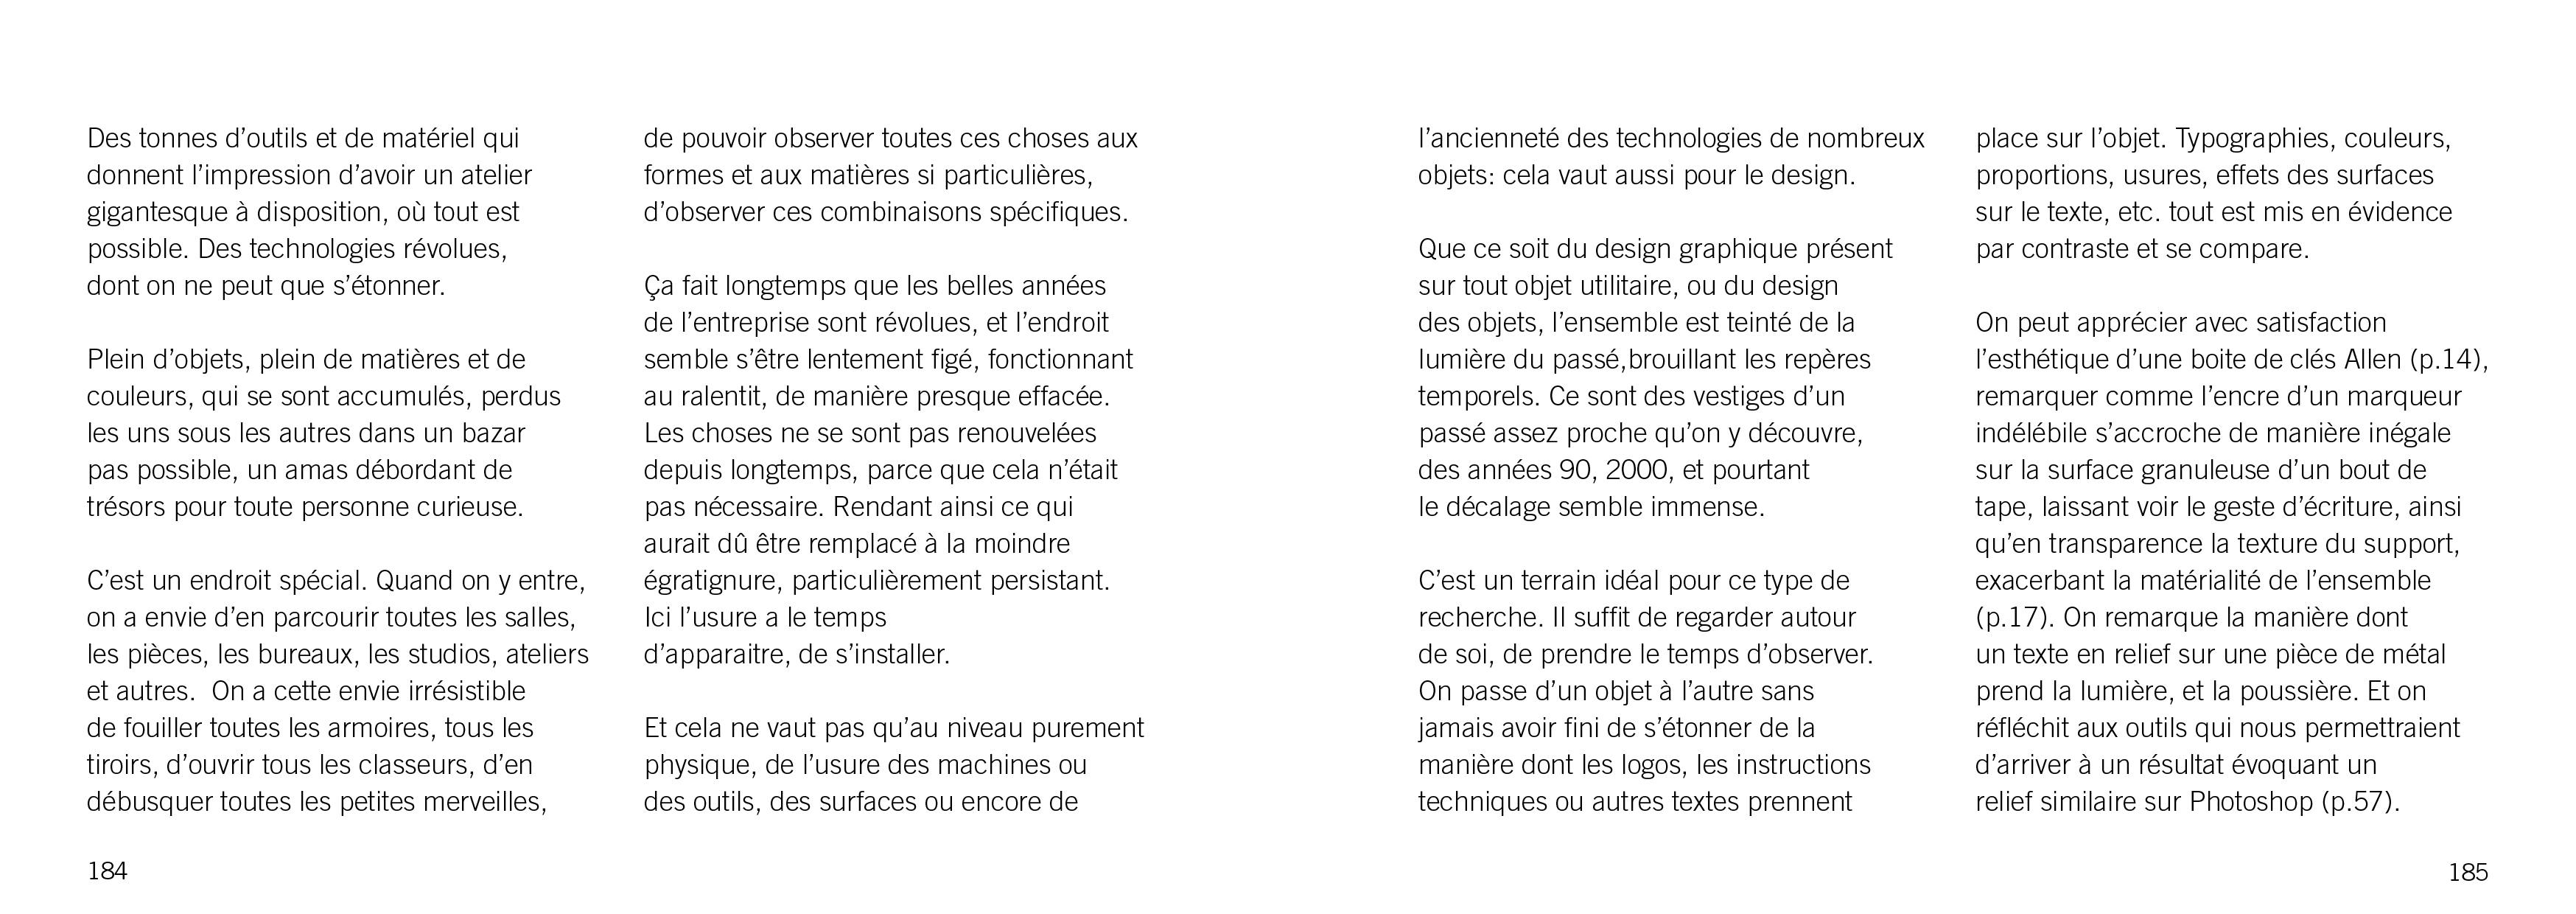 Des tonnes d’outils et de matériel qui
donnent l’impression d’avoir un atelier
gigantesque à disposition, où tout est
possible. Des technologies révolues,
dont on ne peut que s’étonner.

Plein d’objets, plein de matières et de
couleurs, qui se sont accumulés, perdus
les uns sous les autres dans un bazar
pas possible, un amas débordant de
trésors pour toute personne curieuse.

C’est un endroit spécial. Quand on y entre,
on a envie d’en parcourir toutes les salles,
les pièces, les bureaux, les studios, ateliers
et autres.  On a cette envie irrésistible
de fouiller toutes les armoires, tous les
tiroirs, d’ouvrir tous les classeurs, d’en
débusquer toutes les petites merveilles,

184

de pouvoir observer toutes ces choses aux
formes et aux matières si particulières,
d’observer ces combinaisons spécifiques.

Ça fait longtemps que les belles années
de l’entreprise sont révolues, et l’endroit
semble s’être lentement figé, fonctionnant
au ralentit, de manière presque effacée.
Les choses ne se sont pas renouvelées
depuis longtemps, parce que cela n’était
pas nécessaire. Rendant ainsi ce qui
aurait dû être remplacé à la moindre
égratignure, particulièrement persistant.
Ici l’usure a le temps
d’apparaitre, de s’installer.

Et cela ne vaut pas qu’au niveau purement
physique, de l’usure des machines ou
des outils, des surfaces ou encore de

l’ancienneté des technologies de nombreux
objets: cela vaut aussi pour le design.

Que ce soit du design graphique présent
sur tout objet utilitaire, ou du design
des objets, l’ensemble est teinté de la
lumière du passé,brouillant les repères
temporels. Ce sont des vestiges d’un
passé assez proche qu’on y découvre,
des années 90, 2000, et pourtant
le décalage semble immense.

C’est un terrain idéal pour ce type de
recherche. Il suffit de regarder autour
de soi, de prendre le temps d’observer.
On passe d’un objet à l’autre sans
jamais avoir fini de s’étonner de la
manière dont les logos, les instructions
techniques ou autres textes prennent

place sur l’objet. Typographies, couleurs,
proportions, usures, effets des surfaces
sur le texte, etc. tout est mis en évidence
par contraste et se compare.

On peut apprécier avec satisfaction
l’esthétique d’une boite de clés Allen (p.14),
remarquer comme l’encre d’un marqueur
indélébile s’accroche de manière inégale
sur la surface granuleuse d’un bout de
tape, laissant voir le geste d’écriture, ainsi
qu’en transparence la texture du support,
exacerbant la matérialité de l’ensemble
(p.17). On remarque la manière dont
un texte en relief sur une pièce de métal
prend la lumière, et la poussière. Et on
réfléchit aux outils qui nous permettraient
d’arriver à un résultat évoquant un
relief similaire sur Photoshop (p.57).

185